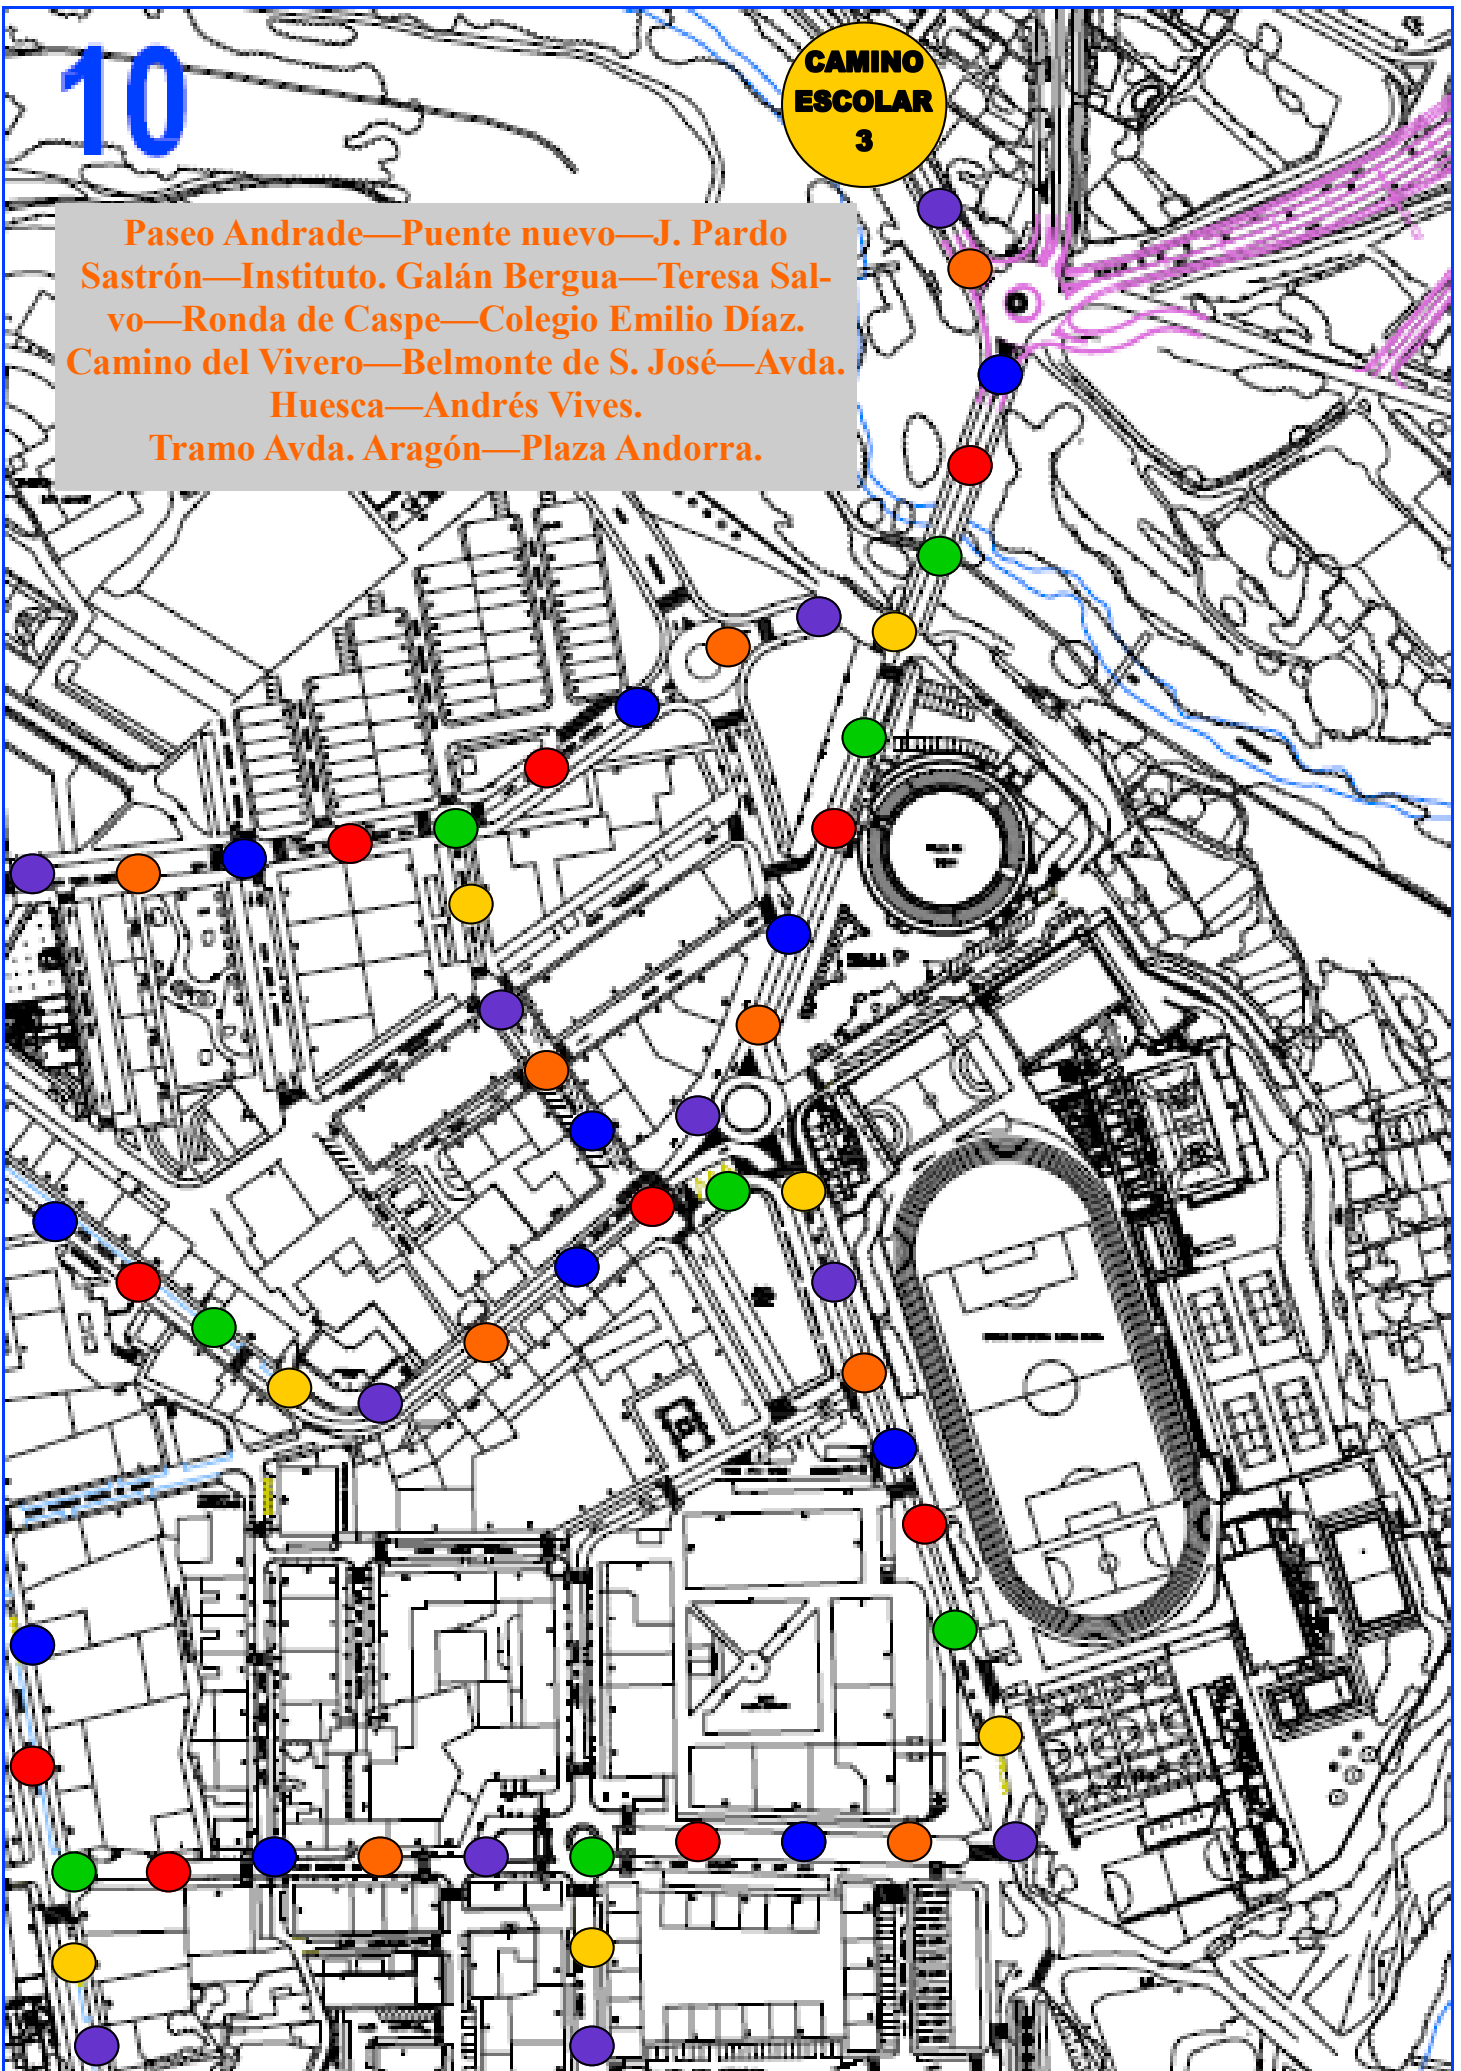 10
CAMINO
ESCOLAR
3
Paseo Andrade—Puente nuevo—J. Pardo
Sastrón—Instituto. Galán Bergua—Teresa Sal-
vo—Ronda de Caspe—Colegio Emilio Díaz.
Camino del Vivero—Belmonte de S. José—Avda.
Huesca—Andrés Vives.
Tramo Avda. Aragón—Plaza Andorra.